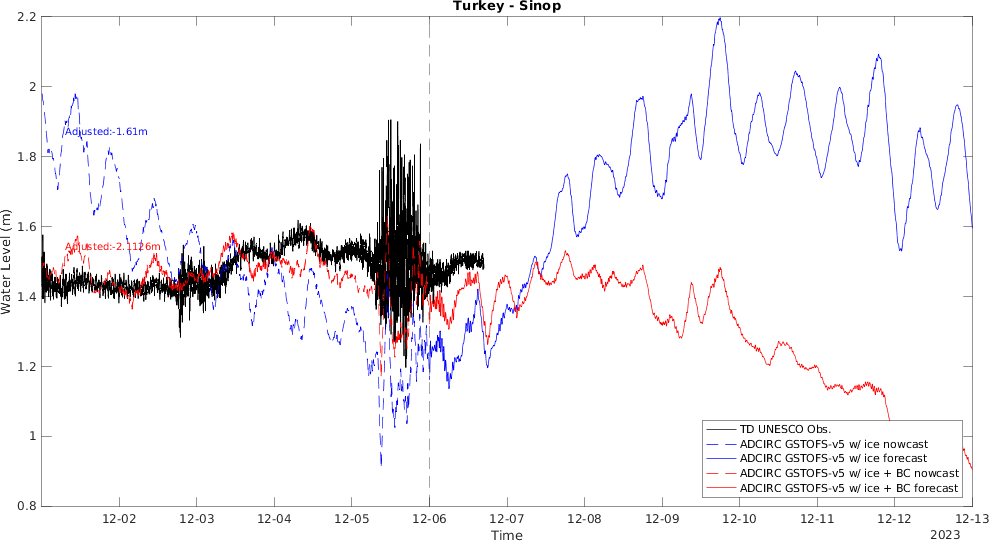 Turkey - Sinop
2.2
2
1.8
1.6
1.4
1.2
1
0.8
Water Level (m)
Adjusted:-1.61m
Adjusted:-2.1126m
TD UNESCO Obs.
ADCIRC GSTOFS-v5 w/ ice nowcast
ADCIRC GSTOFS-v5 w/ ice forecast
ADCIRC GSTOFS-v5 w/ ice + BC nowcast
ADCIRC GSTOFS-v5 w/ ice + BC forecast
12-02 12-03 12-04 12-05 12-06 12-07 12-08 12-09 12-10 12-11 12-12 12-13
Time
2023